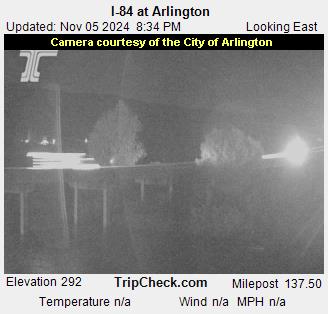 I-84 at Arlington
Updated: Nov 05 2024 8:34 PM Looking East
Camera courtesy of the City of Arlington
Elevation 292 TripCheck.com Milepost 137.50
Temperature n/a Wind n/a MPH n/a